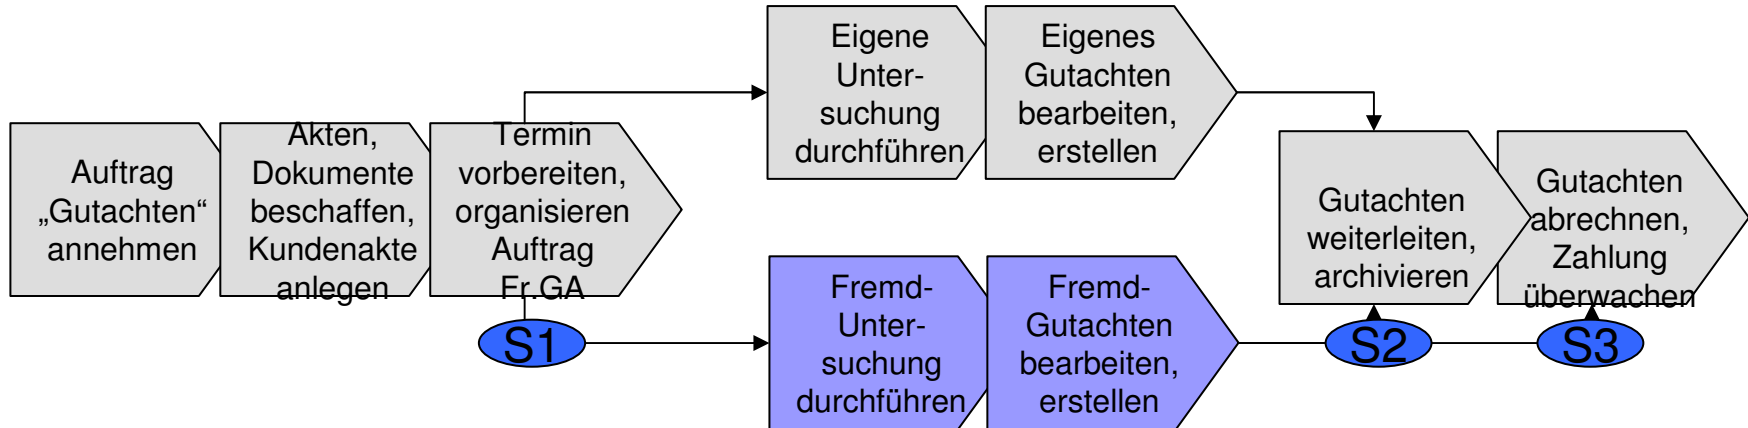 Auftrag
„Gutachten“
annehmen
Akten,
Dokumente
beschaffen,
Kundenakte
anlegen
Termin
vorbereiten,
organisieren
Auftrag
Fr.GA
Eigene
Unter-
suchung
durchführen
Eigenes
Gutachten
bearbeiten,
erstellen
S1
Fremd-
Unter-
suchung
durchführen
Fremd-
Gutachten
bearbeiten,
erstellen
Gutachten
weiterleiten,
archivieren
Gutachten
abrechnen,
Zahlung
überwachen
S2
S3